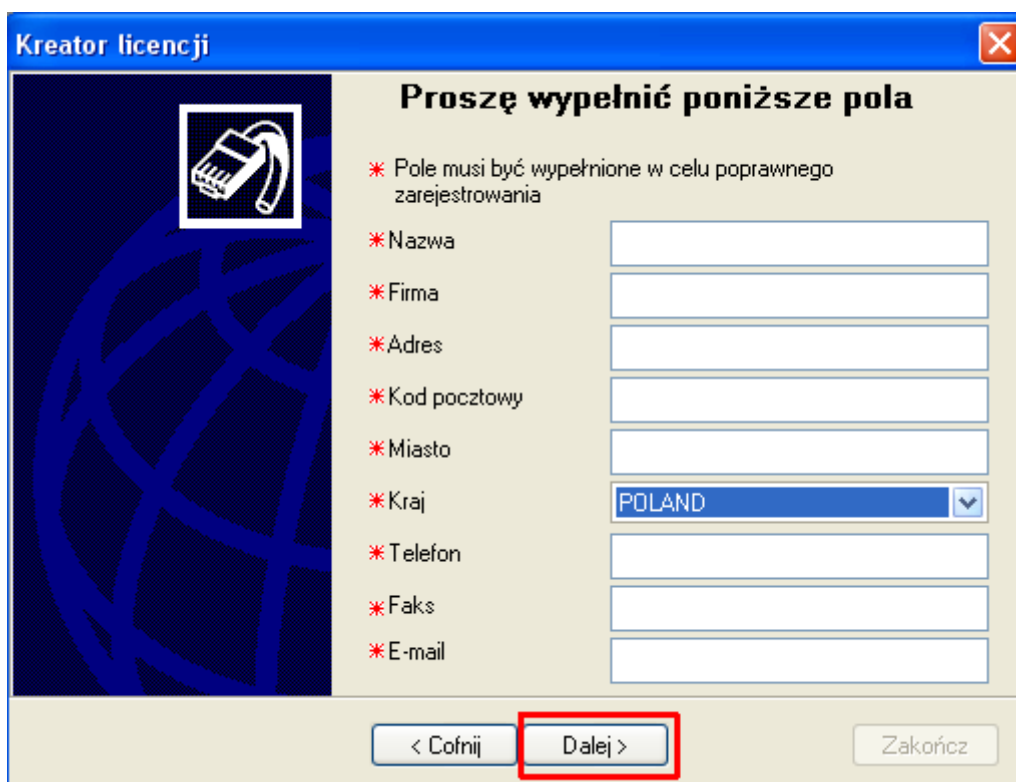 Kreator licencji
Proszę wypełnić poniższe pola
* Pole musi być wypełnione w celu poprawnego
zarejestrowania
*Nazwa
*Firma
*Adres
*Kod pocztowy
*Miasto
*Kraj POLAND
*Telefon
*Faks
*E-mail
< Cofnij Dalej > Zakończ